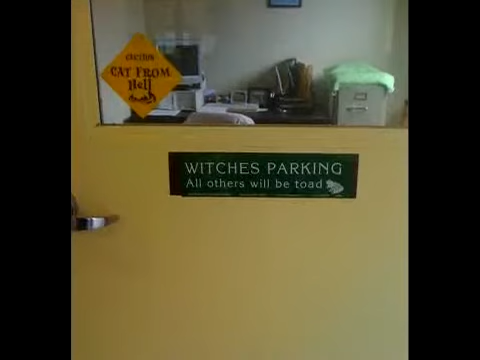 CAUTION
CAT FROM
Hell
WITCHES PARKING
All others will be toad